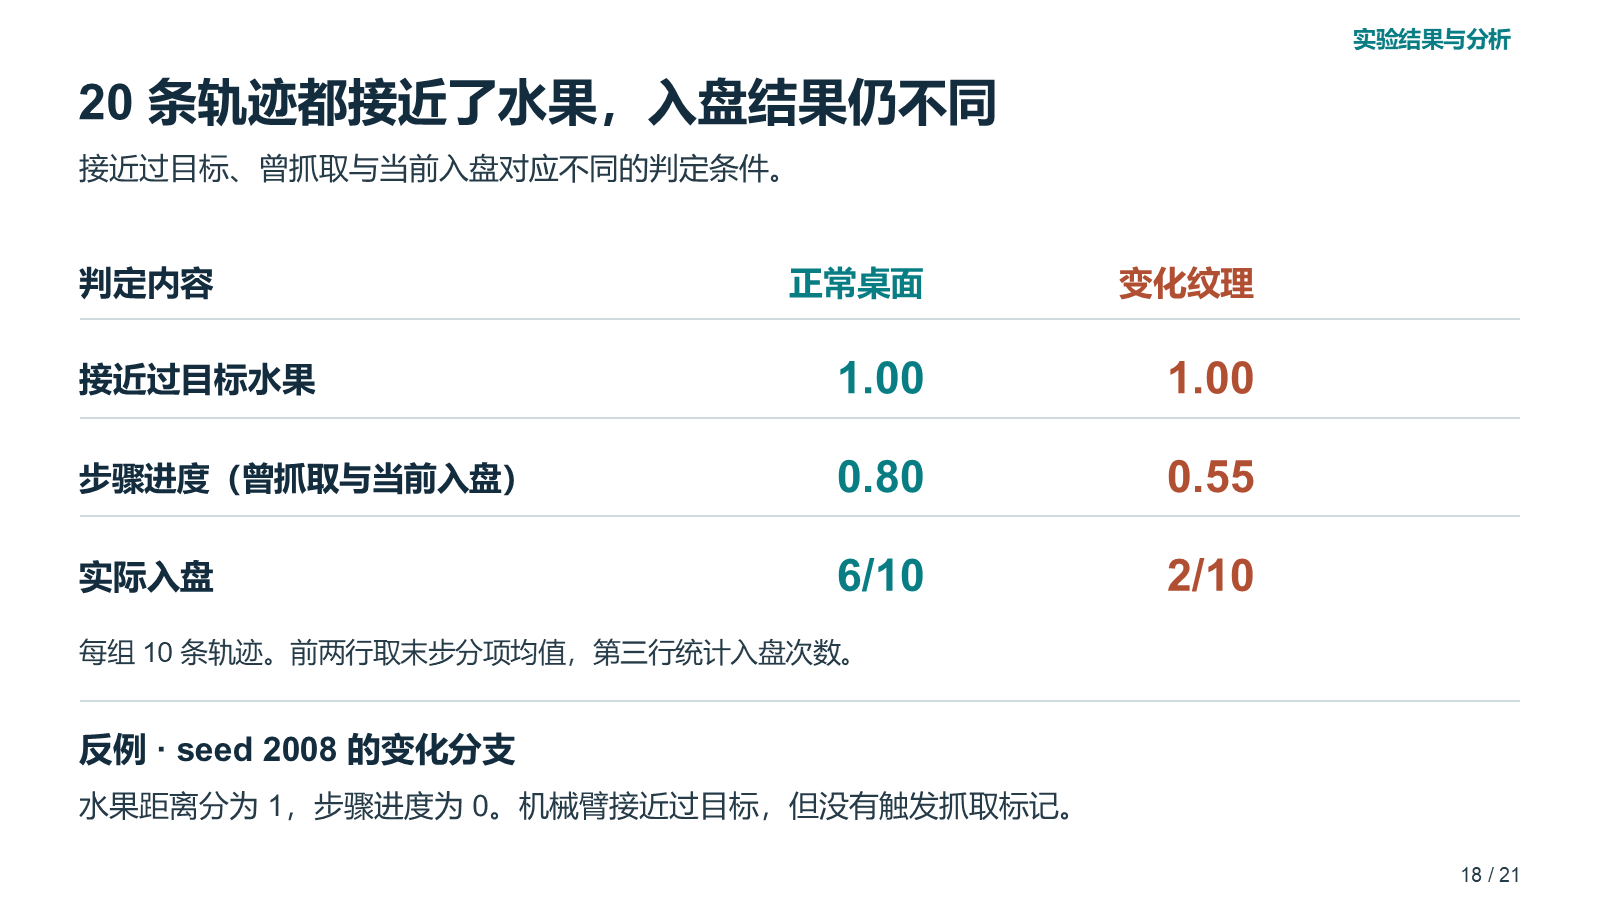 实验结果与分析
20 条轨迹都接近了水果，入盘结果仍不同
接近过目标、曾抓取与当前入盘对应不同的判定条件。
判定内容 正常桌面 变化纹理
接近过目标水果 1.00 1.00
步骤进度（曾抓取与当前入盘） 0.80 0.55
实际入盘 6/10 2/10
每组 10 条轨迹。前两行取末步分项均值，第三行统计入盘次数。
反例 · seed 2008 的变化分支
水果距离分为 1，步骤进度为 0。机械臂接近过目标，但没有触发抓取标记。
18 / 21